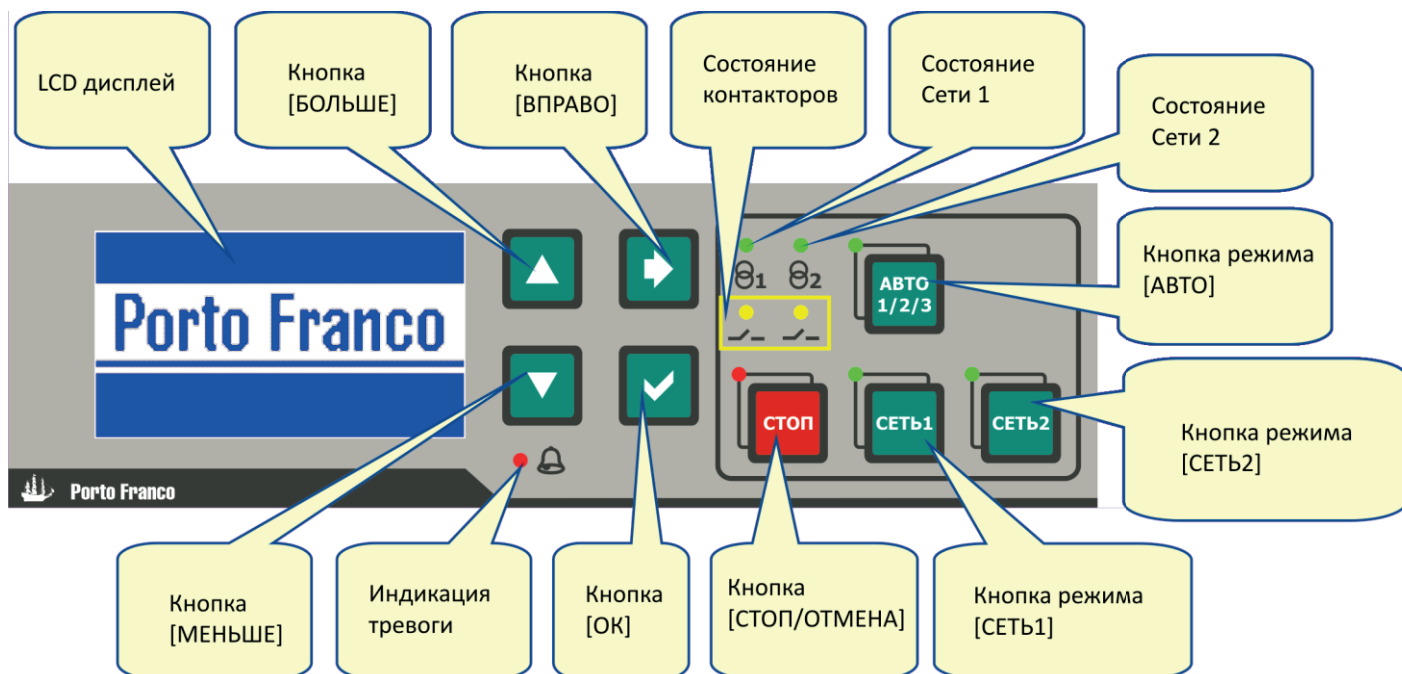 LCD дисплей
Кнопка
[БОЛЬШЕ]
Кнопка
[ВПРАВО]
Состояние
контакторов
Состояние
Сети 1
Состояние
Сети 2
Porto Franco
1
2
АВТО
1/2/3
Кнопка режима
[АВТО]
СТОП
СЕТЬ1
СЕТЬ2
Кнопка режима
[СЕТЬ2]
Porto Franco
Кнопка
[МЕНЬШЕ]
Индикация
тревоги
Кнопка
[ОК]
Кнопка
[СТОП/ОТМЕНА]
Кнопка режима
[СЕТЬ1]